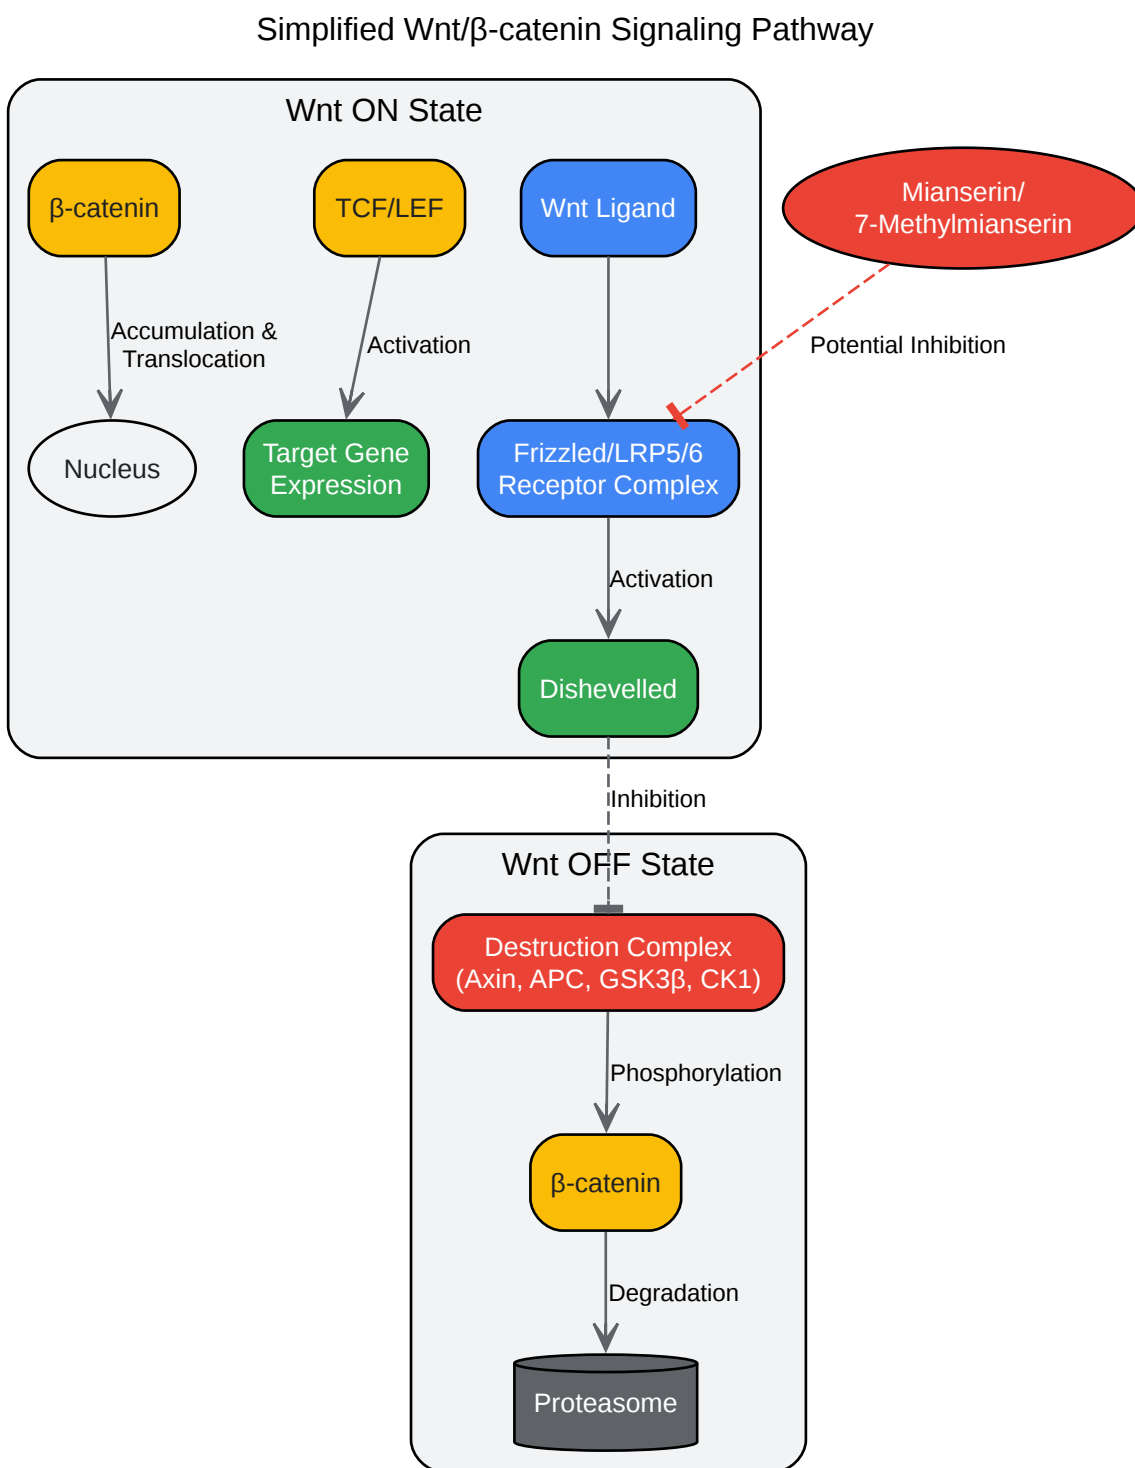 Simplified Wnt/β-catenin Signaling Pathway
Wnt ON State
β-catenin
TCF/LEF
Wnt Ligand
Mianserin/
7-Methylmianserin
Accumulation &
Translocation
Activation
Potential Inhibition
Nucleus
Target Gene
Expression
Frizzled/LRP5/6
Receptor Complex
Activation
Dishevelled
Inhibition
Wnt OFF State
Destruction Complex
(Axin, APC, GSK3β, CK1)
Phosphorylation
β-catenin
Degradation
Proteasome